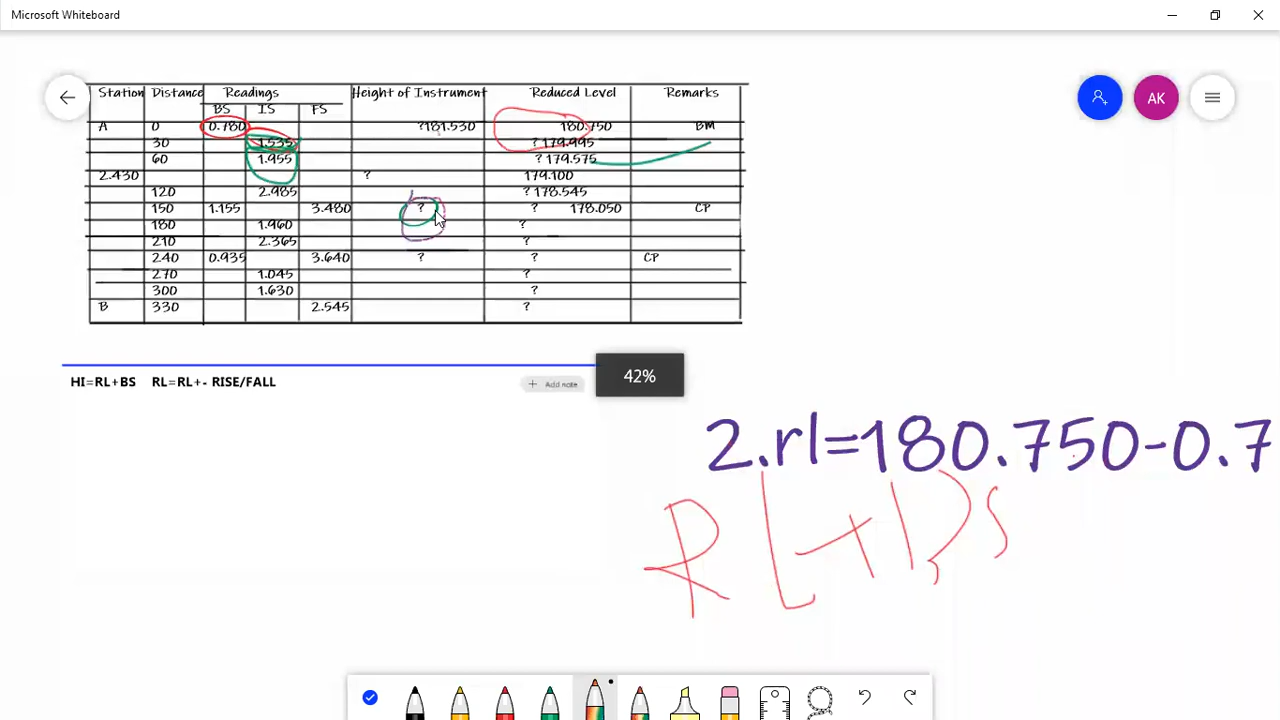 Microsoft Whiteboard
AK
Station Distance Readings Height of Instrument Reduced Level Remarks
BS IS FS
A 0 0.780 ?181.530 180.750 BM
30 1.535 ? 179.995
60 1.955 ? 179.575
2.430 ? 179.100
120 2.985 ? 178.545
150 1.155 3.480 ? ? 178.050 CP
180 1.960 ?
210 2.365 ?
240 0.935 3.640 ? ? CP
270 1.045 ?
300 1.630 ?
B 330 2.545 ?
HI=RL+BS RL=RL+- RISE/FALL
+ Add note
42%
2.rl=180.750-0.7
RL+BS